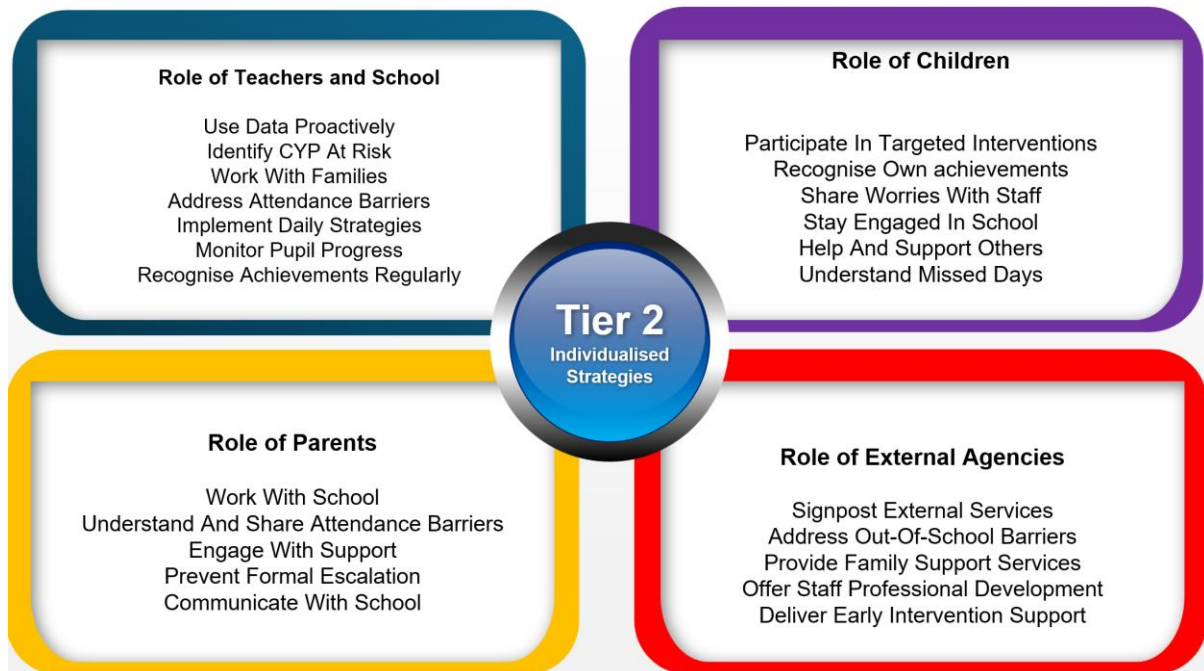 Role of Teachers and School
Use Data Proactively
Identify CYP At Risk
Work With Families
Address Attendance Barriers
Implement Daily Strategies
Monitor Pupil Progress
Recognise Achievements Regularly
Role of Children
Participate In Targeted Interventions
Recognise Own achievements
Share Worries With Staff
Stay Engaged In School
Help And Support Others
Understand Missed Days
Tier 2
Individualised
Strategies
Role of Parents
Work With School
Understand And Share Attendance Barriers
Engage With Support
Prevent Formal Escalation
Communicate With School
Role of External Agencies
Signpost External Services
Address Out-Of-School Barriers
Provide Family Support Services
Offer Staff Professional Development
Deliver Early Intervention Support